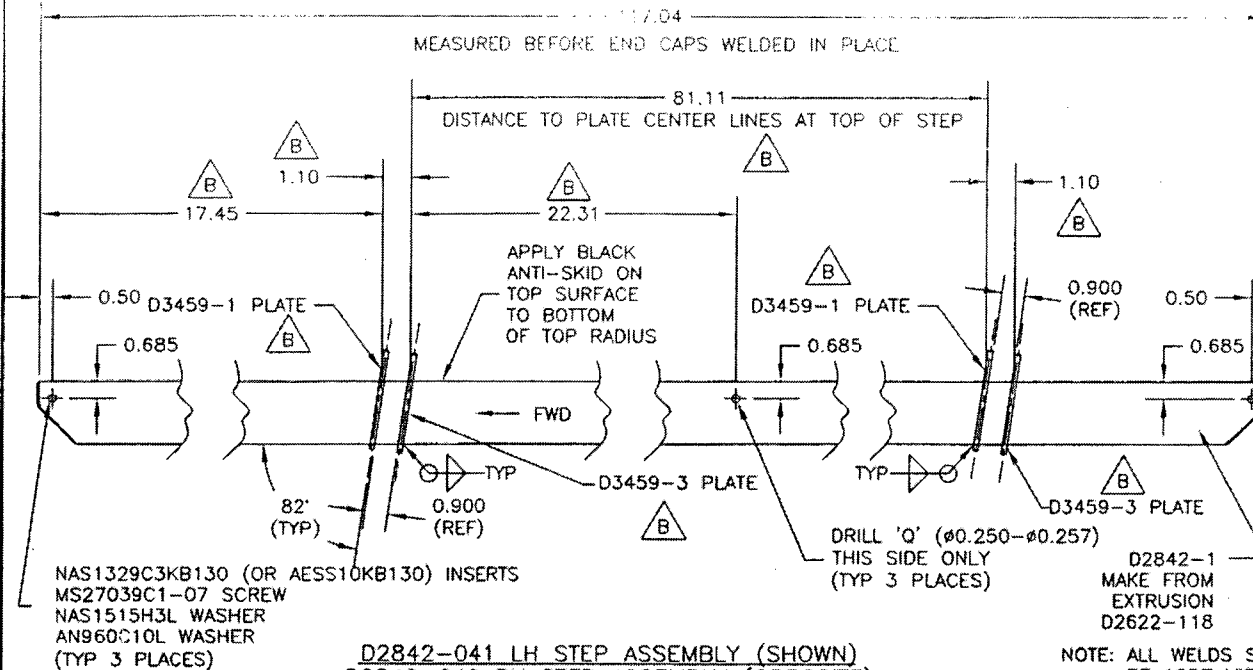 117.04
MEASURED BEFORE END CAPS WELDED IN PLACE
81.11
DISTANCE TO PLATE CENTER LINES AT TOP OF STEP
B
B
B
B
1.10
1.10
B
17.45
22.31
APPLY BLACK
ANTI-SKID ON
TOP SURFACE
TO BOTTOM
OF TOP RADIUS
B
0.50
D3459-1 PLATE
B
D3459-1 PLATE
0.900
(REF)
0.50
0.685
0.685
0.685
FWD
TYP
TYP
D3459-3 PLATE
B
D3459-3 PLATE
B
82°
(TYP)
0.900
(REF)
DRILL 'Q' (ø0.250-ø0.257)
THIS SIDE ONLY
(TYP 3 PLACES)
D2842-1
MAKE FROM
EXTRUSION
D2622-118
NAS1329C3KB130 (OR AESS10KB130) INSERTS
MS27039C1-07 SCREW
NAS1515H3L WASHER
AN960C10L WASHER
(TYP 3 PLACES)
D2842-041 LH STEP ASSEMBLY (SHOWN)
NOTE: ALL WELDS